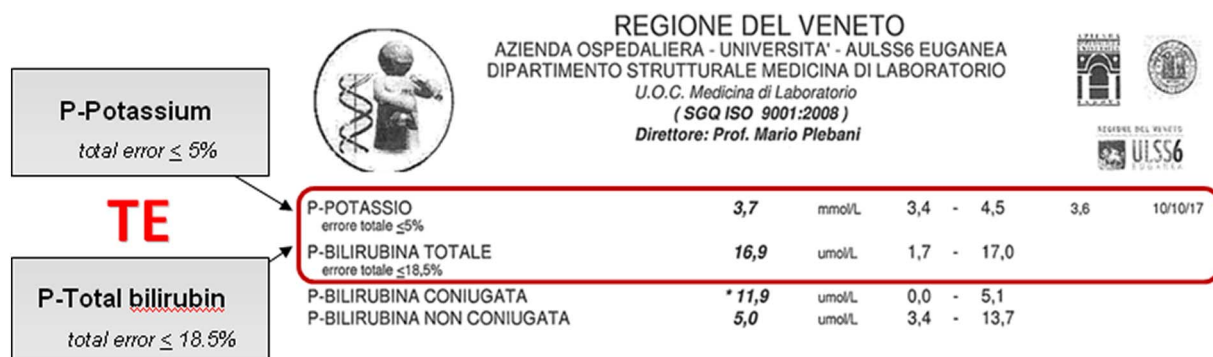 REGIONE DEL VENETO
AZIENDA OSPEDALIERA - UNIVERSITA' - AULSS6 EUGANEA
DIPARTIMENTO STRUTTURALE MEDICINA DI LABORATORIO
U.O.C. Medicina di Laboratorio
( SGQ ISO 9001:2008 )
Direttore: Prof. Mario Plebani
REGIONE DEL VENETO
ULSS6
EUGANEA
P-Potassium
total error ≤ 5%
TE
P-Total bilirubin
total error ≤ 18.5%
P-POTASSIO 3,7 mmol/L 3,4 - 4,5 3,6 10/10/17
errore totale ≤5%
P-BILIRUBINA TOTALE 16,9 umol/L 1,7 - 17,0
errore totale ≤18,5%
P-BILIRUBINA CONIUGATA * 11,9 umol/L 0,0 - 5,1
P-BILIRUBINA NON CONIUGATA 5,0 umol/L 3,4 - 13,7